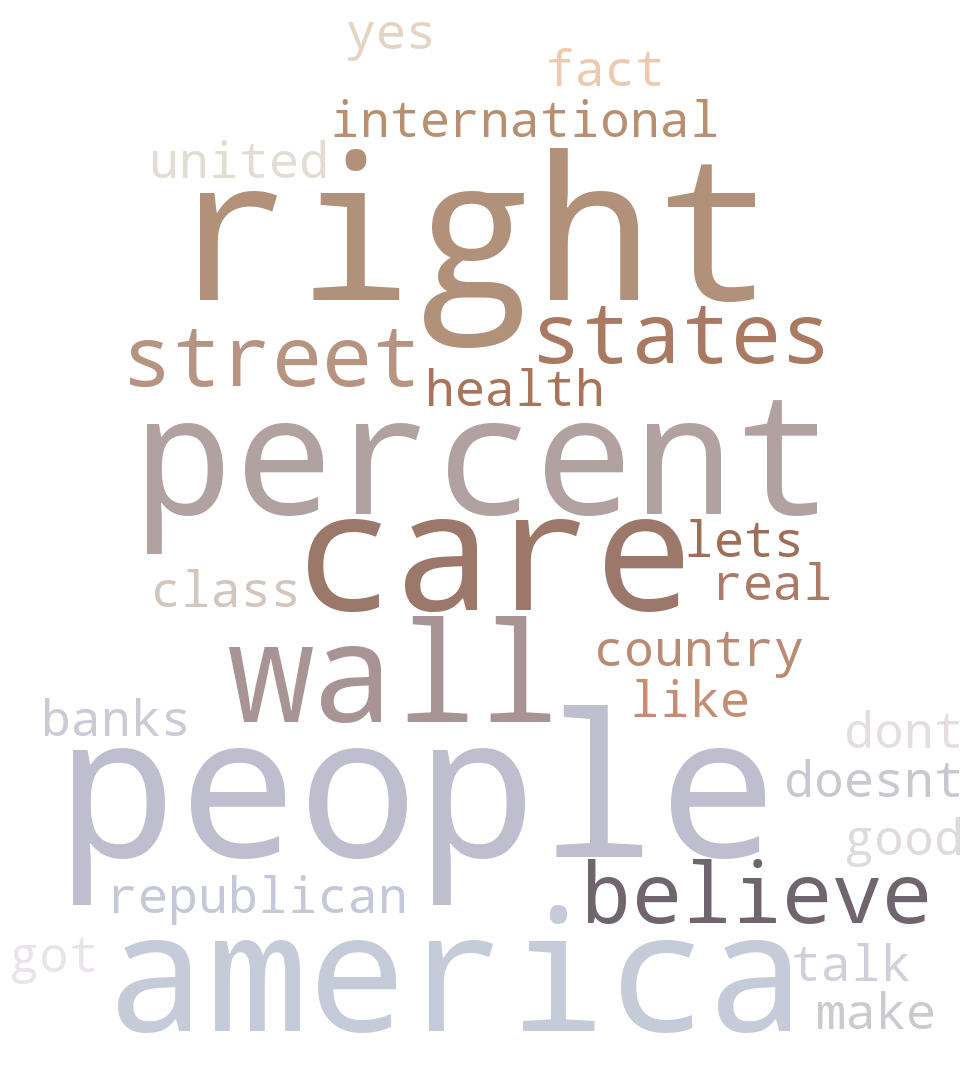 yes
fact
international
united
right
states
street
health
percent
care
lets
class
real
wall
country
like
banks
people
dont
doesnt
good
believe
republican
america
got
talk
make